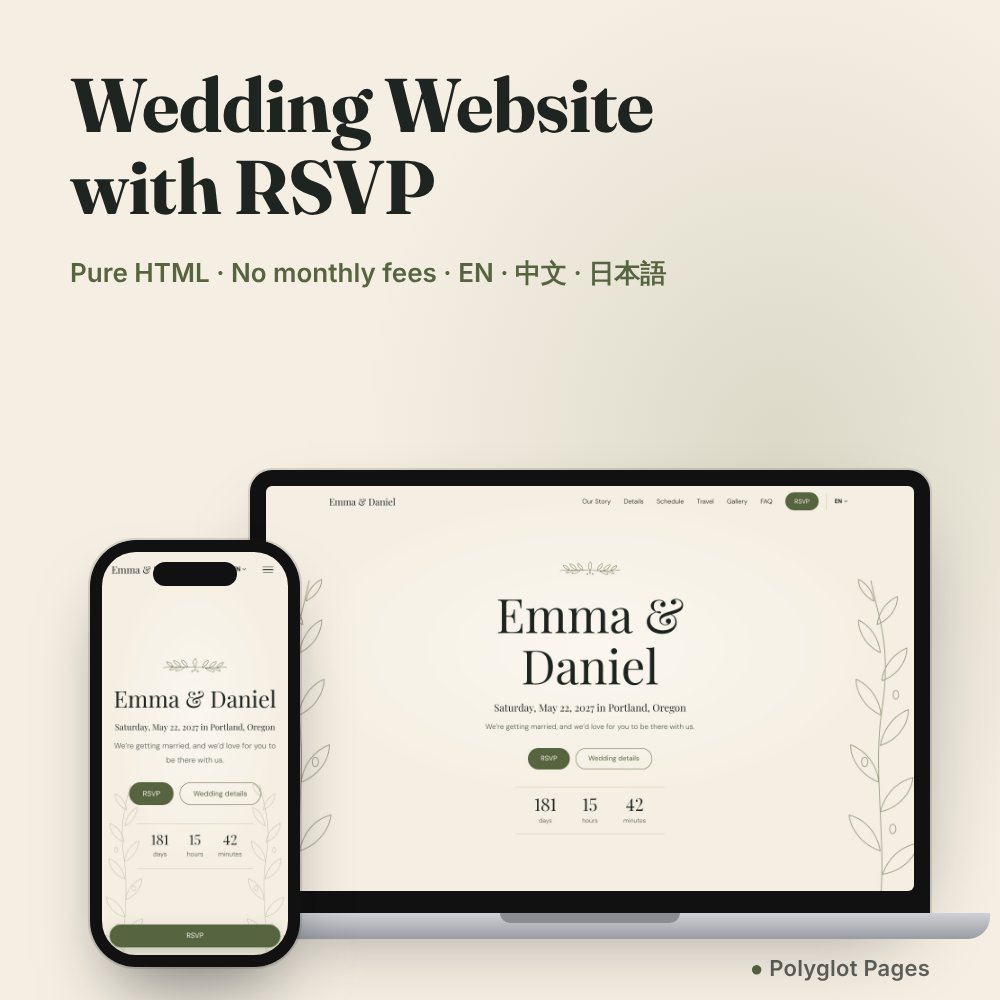 Wedding Website
with RSVP
Pure HTML · No monthly fees · EN · 中文 · 日本語
Emma & Daniel
Our Story Details Schedule Travel Gallery FAQ RSVP EN
Emma &
Daniel
Saturday, May 22, 2027 in Portland, Oregon
We're getting married, and we'd love for you to be there with us.
RSVP Wedding details
181 15 42
days hours minutes
Emma &
Emma & Daniel
Saturday, May 22, 2027 in Portland, Oregon
We're getting married, and we'd love for you to
be there with us.
RSVP Wedding details
181 15 42
days hours minutes
RSVP
Polyglot Pages